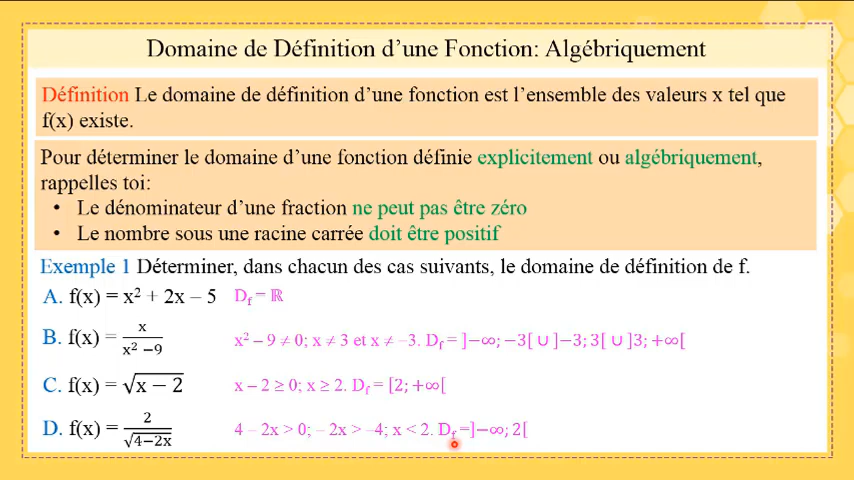 Domaine de Définition d’une Fonction: Algébriquement
Définition Le domaine de définition d’une fonction est l’ensemble des valeurs x tel que
f(x) existe.
Pour déterminer le domaine d’une fonction définie explicitement ou algébriquement,
rappelles toi:
• Le dénominateur d’une fraction ne peut pas être zéro
• Le nombre sous une racine carrée doit être positif
Exemple 1 Déterminer, dans chacun des cas suivants, le domaine de définition de f.
A. f(x) = x² + 2x – 5 D_f = ℝ
B. f(x) = x/(x² −9) x² – 9 ≠ 0; x ≠ 3 et x ≠ –3. D_f = ]−∞; −3[ ∪ ]−3; 3[ ∪ ]3; +∞[
C. f(x) = √(x − 2) x – 2 ≥ 0; x ≥ 2. D_f = [2; +∞[
D. f(x) = 2/√(4−2x) 4 – 2x > 0; – 2x > –4; x < 2. D_f =]−∞; 2[